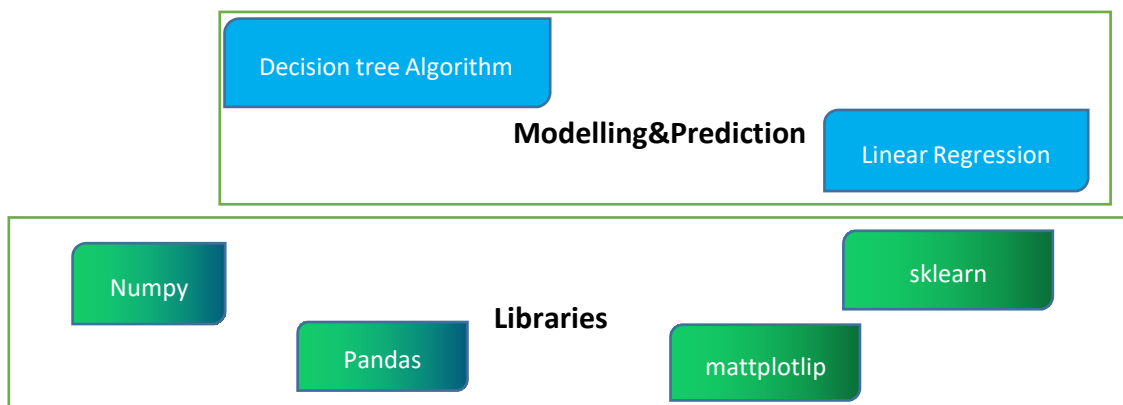 Decision tree Algorithm
Modelling&Prediction
Linear Regression
Numpy
sklearn
Libraries
Pandas
mattplotlip